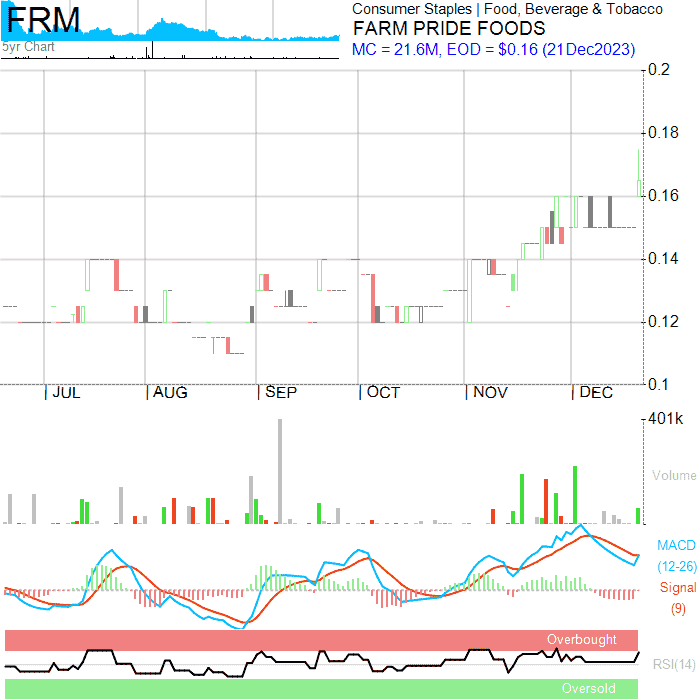 FRM
5yr Chart
Consumer Staples | Food, Beverage & Tobacco
FARM PRIDE FOODS
MC = 21.6M, EOD = $0.16 (21Dec2023)
0.2
0.18
0.16
0.14
0.12
0.1
| JUL | AUG | SEP | OCT | NOV | DEC
401k
Volume
MACD
(12-26)
Signal
(9)
Overbought
RSI(14)
Oversold